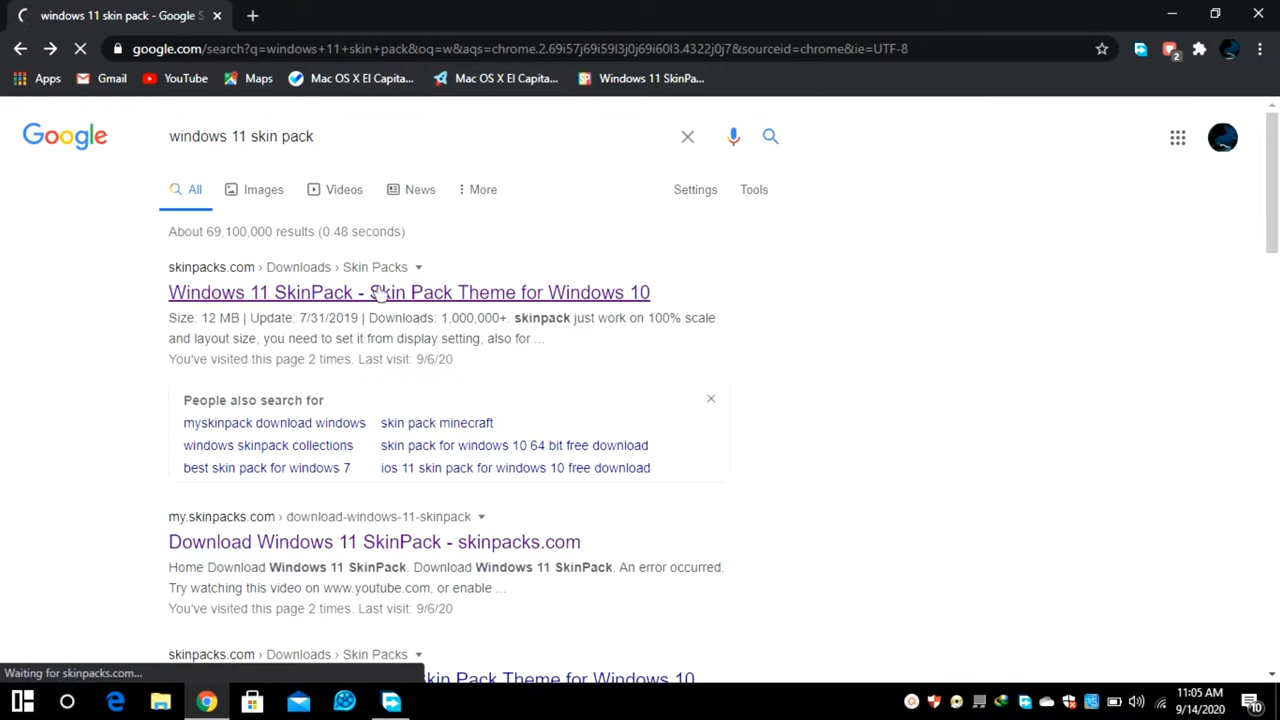 windows 11 skin pack - Google S
google.com/search?q=windows+11+skin+pack&oq=w&aqs=chrome.2.69i57j69i59l3j0j69i60l3.4322j0j7&sourceid=chrome&ie=UTF-8
2
Apps Gmail YouTube Maps Mac OS X El Capita... Mac OS X El Capita... Windows 11 SkinPa...
Google windows 11 skin pack
All Images Videos News More Settings Tools
About 69,100,000 results (0.48 seconds)
skinpacks.com › Downloads › Skin Packs
Windows 11 SkinPack - Skin Pack Theme for Windows 10
Size: 12 MB | Update: 7/31/2019 | Downloads: 1,000,000+. skinpack just work on 100% scale
and layout size, you need to set it from display setting, also for ...
You've visited this page 2 times. Last visit: 9/6/20
People also search for
myskinpack download windows skin pack minecraft
windows skinpack collections skin pack for windows 10 64 bit free download
best skin pack for windows 7 ios 11 skin pack for windows 10 free download
my.skinpacks.com › download-windows-11-skinpack
Download Windows 11 SkinPack - skinpacks.com
Home Download Windows 11 SkinPack. Download Windows 11 SkinPack. An error occurred.
Try watching this video on www.youtube.com, or enable ...
You've visited this page 2 times. Last visit: 9/6/20
skinpacks.com › Downloads › Skin Packs
kin Pack Theme for Windows 10
Waiting for skinpacks.com...
11:05 AM
9/14/2020
10